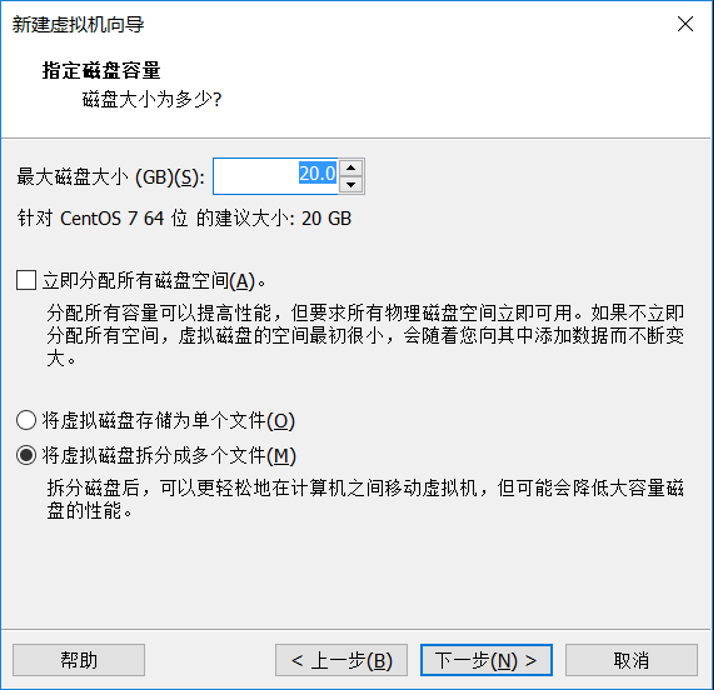 新建虚拟机向导
指定磁盘容量
磁盘大小为多少?
最大磁盘大小 (GB)(S): 20.0
针对 CentOS 7 64 位 的建议大小: 20 GB
立即分配所有磁盘空间(A)。
分配所有容量可以提高性能，但要求所有物理磁盘空间立即可用。如果不立即
分配所有空间，虚拟磁盘的空间最初很小，会随着您向其中添加数据而不断变
大。
将虚拟磁盘存储为单个文件(O)
将虚拟磁盘拆分成多个文件(M)
拆分磁盘后，可以更轻松地在计算机之间移动虚拟机，但可能会降低大容量磁
盘的性能。
帮助 < 上一步(B) 下一步(N) > 取消